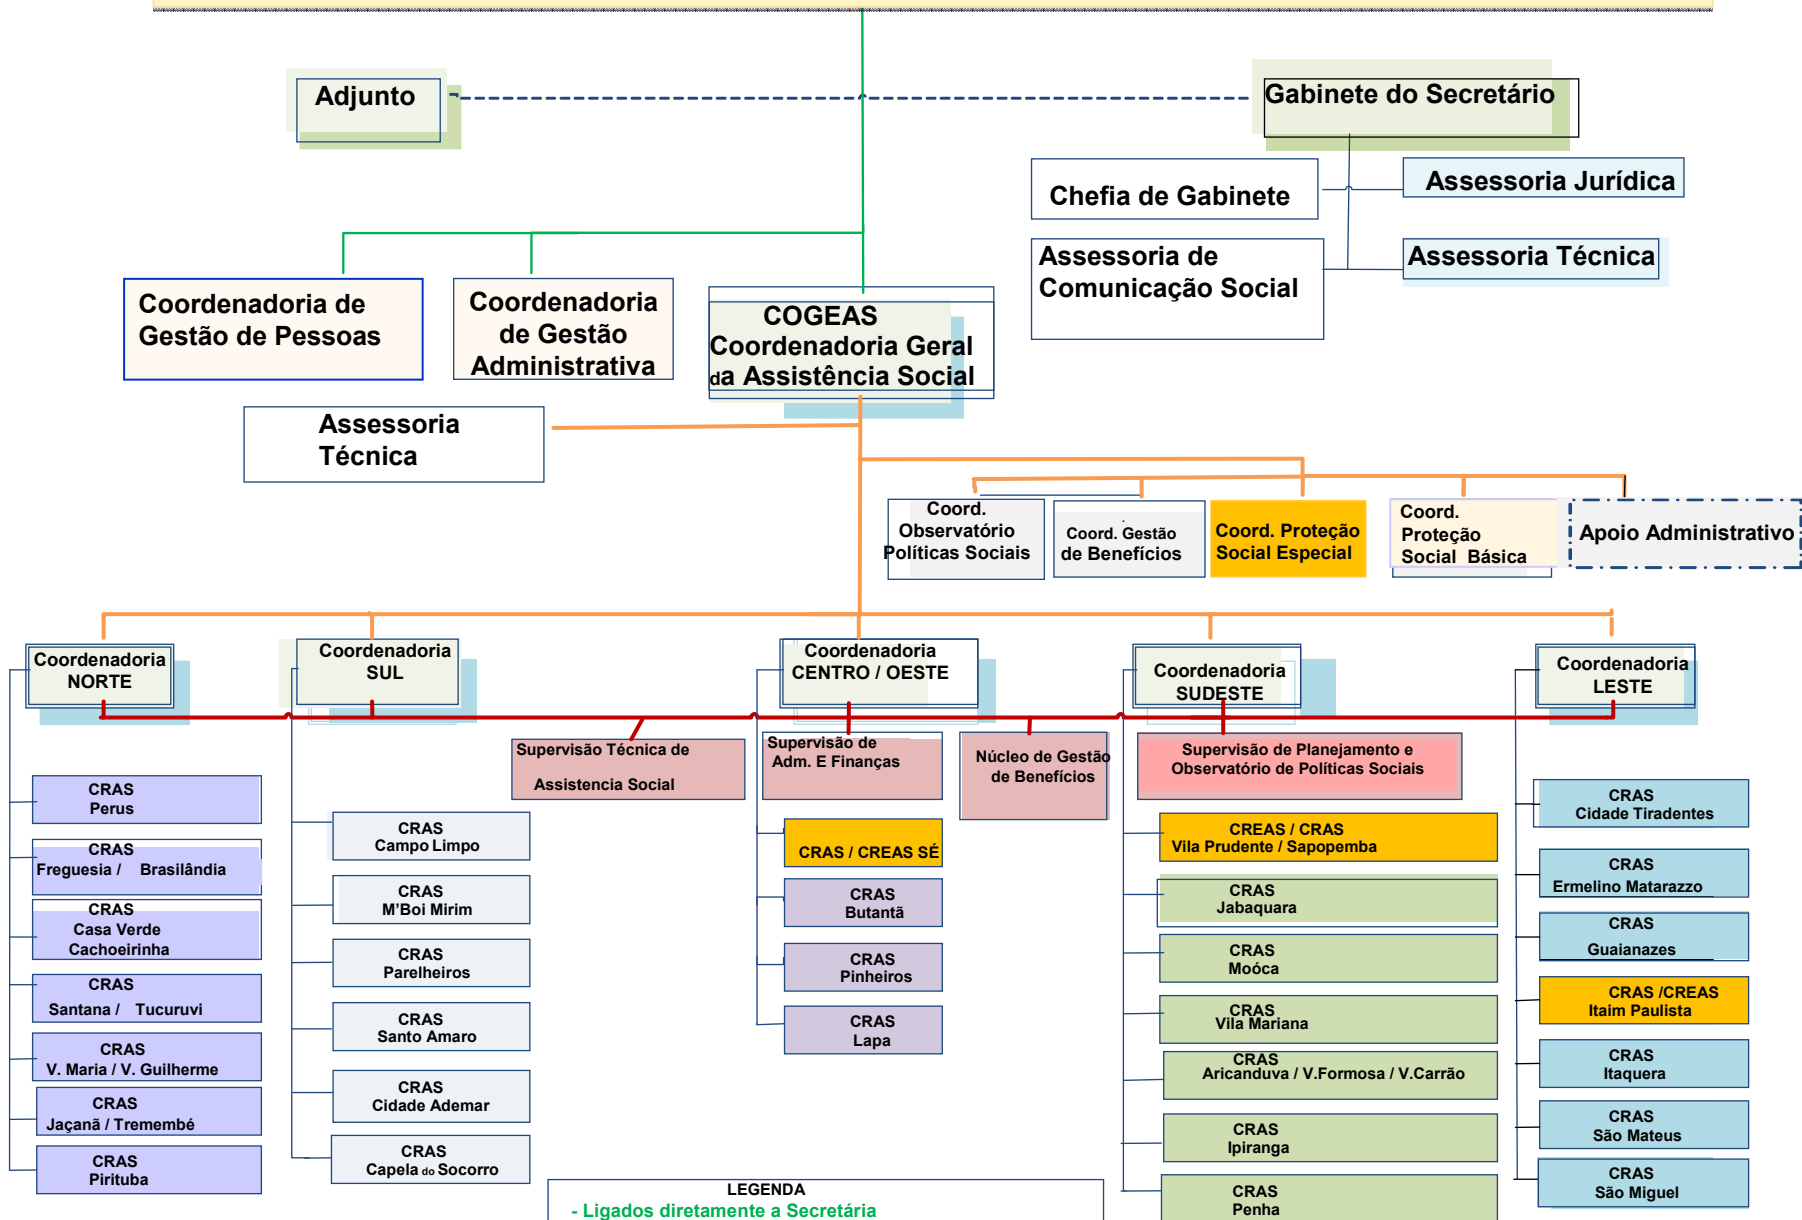 Adjunto
Gabinete do Secretário
Chefia de Gabinete
Assessoria Jurídica
Assessoria de
Comunicação Social
Assessoria Técnica
Coordenadoria de
Gestão de Pessoas
Coordenadoria
de Gestão
Administrativa
COGEAS
Coordenadoria Geral
da Assistência Social
Assessoria
Técnica
Coord.
Observatório
Políticas Sociais
Coord. Gestão
de Benefícios
Coord. Proteção
Social Especial
Coord.
Proteção
Social Básica
Apoio Administrativo
Coordenadoria
NORTE
Coordenadoria
SUL
Coordenadoria
CENTRO / OESTE
Coordenadoria
SUDESTE
Coordenadoria
LESTE
Supervisão Técnica de
Assistencia Social
Supervisão de
Adm. E Finanças
Núcleo de Gestão
de Benefícios
Supervisão de Planejamento e
Observatório de Políticas Sociais
CRAS
Perus
CRAS
Freguesia / Brasilândia
CRAS
Casa Verde
Cachoeirinha
CRAS
Santana / Tucuruvi
CRAS
V. Maria / V. Guilherme
CRAS
Jaçanã / Tremembé
CRAS
Pirituba
CRAS
Campo Limpo
CRAS
M'Boi Mirim
CRAS
Parelheiros
CRAS
Santo Amaro
CRAS
Cidade Ademar
CRAS
Capela do Socorro
CRAS / CREAS SÉ
CRAS
Butantã
CRAS
Pinheiros
CRAS
Lapa
CREAS / CRAS
Vila Prudente / Sapopemba
CRAS
Jabaquara
CRAS
Moóca
CRAS
Vila Mariana
CRAS
Aricanduva / V.Formosa / V.Carrão
CRAS
Ipiranga
CRAS
Penha
CRAS
Cidade Tiradentes
CRAS
Ermelino Matarazzo
CRAS
Guaianazes
CRAS /CREAS
Itaim Paulista
CRAS
Itaquera
CRAS
São Mateus
CRAS
São Miguel
LEGENDA
- Ligados diretamente a Secretária